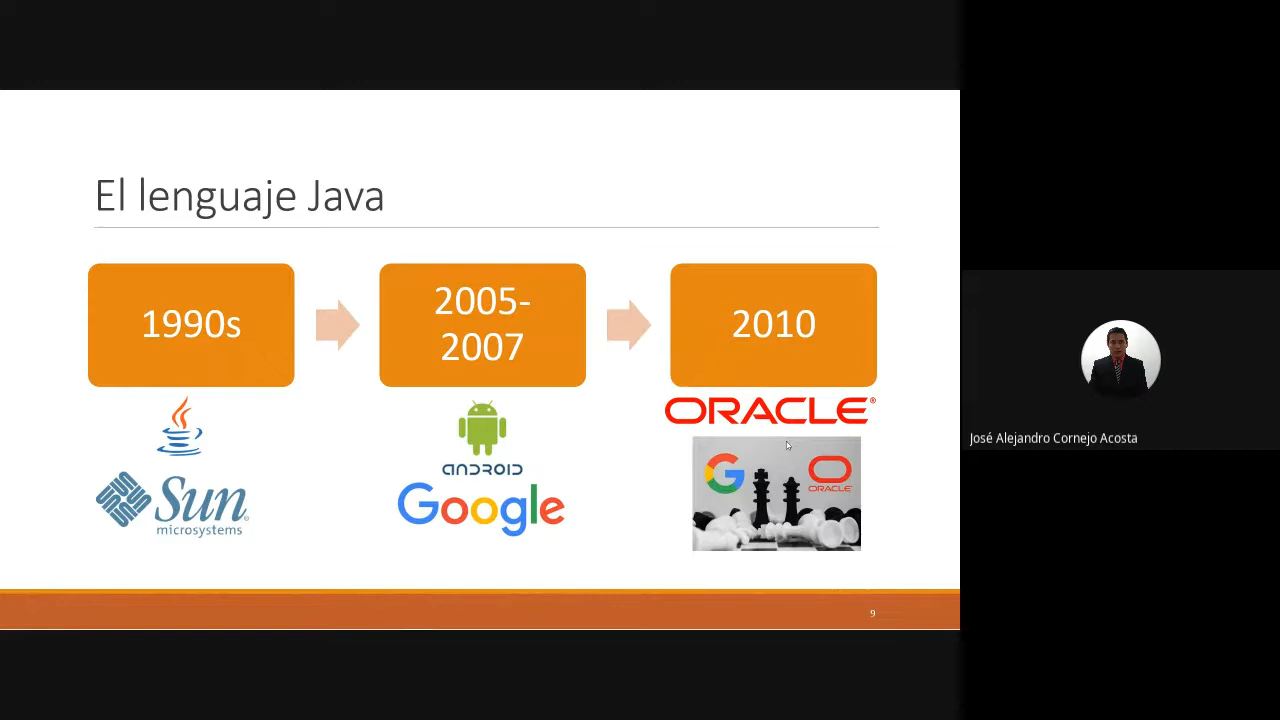 El lenguaje Java
1990s
2005-
2007
2010
Sun
microsystems
ANDROID
Google
ORACLE®
G
ORACLE
José Alejandro Cornejo Acosta
9